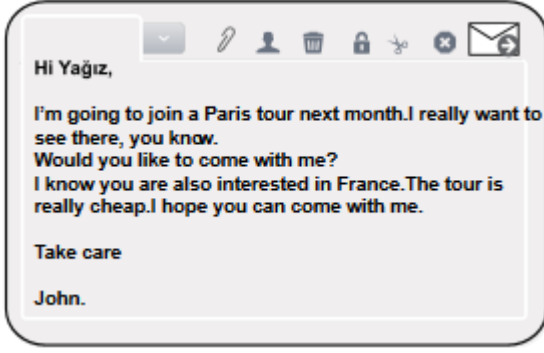 Hi Yağız,
I'm going to join a Paris tour next month.I really want to
see there, you know.
Would you like to come with me?
I know you are also interested in France.The tour is
really cheap.I hope you can come with me.
Take care
John.